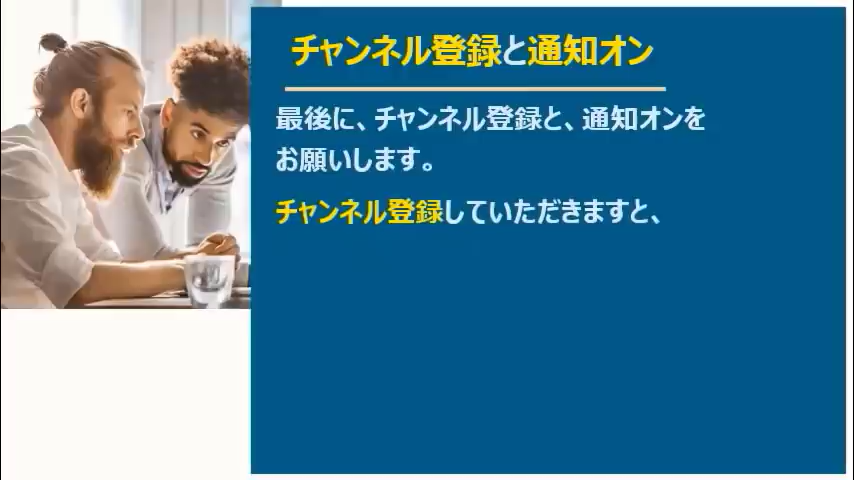 チャンネル登録と通知オン
最後に、チャンネル登録と、通知オンを
お願いします。
チャンネル登録していただきますと、